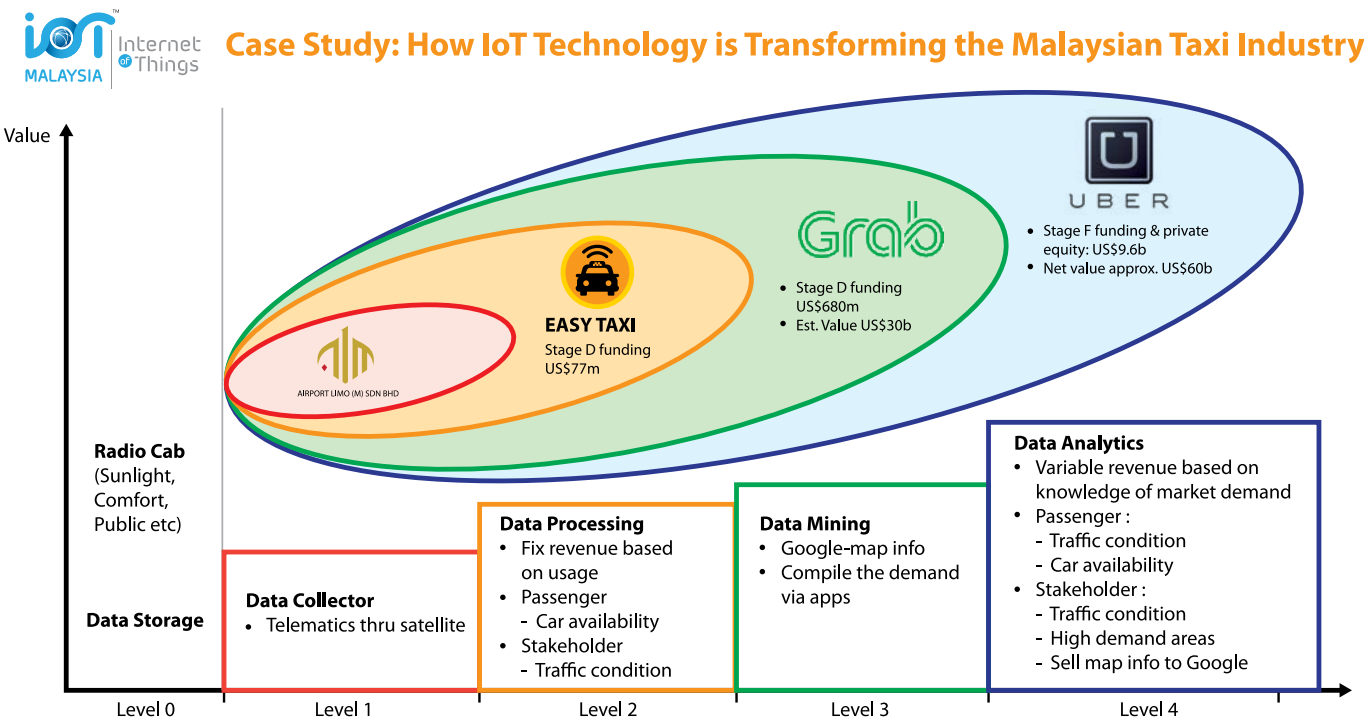 IoT
TM
MALAYSIA
Internet
of Things
Case Study: How IoT Technology is Transforming the Malaysian Taxi Industry
Value
U
UBER
• Stage F funding & private
equity: US$9.6b
• Net value approx. US$60b
Grab
• Stage D funding
US$680m
• Est. Value US$30b
EASY TAXI
Stage D funding
US$77m
AIRPORT LIMO (M) SDN BHD
Radio Cab
(Sunlight,
Comfort,
Public etc)
Data Storage
Data Collector
• Telematics thru satellite
Data Processing
• Fix revenue based
on usage
• Passenger
- Car availability
• Stakeholder
- Traffic condition
Data Mining
• Google-map info
• Compile the demand
via apps
Data Analytics
• Variable revenue based on
knowledge of market demand
• Passenger :
- Traffic condition
- Car availability
• Stakeholder :
- Traffic condition
- High demand areas
- Sell map info to Google
Level 0
Level 1
Level 2
Level 3
Level 4